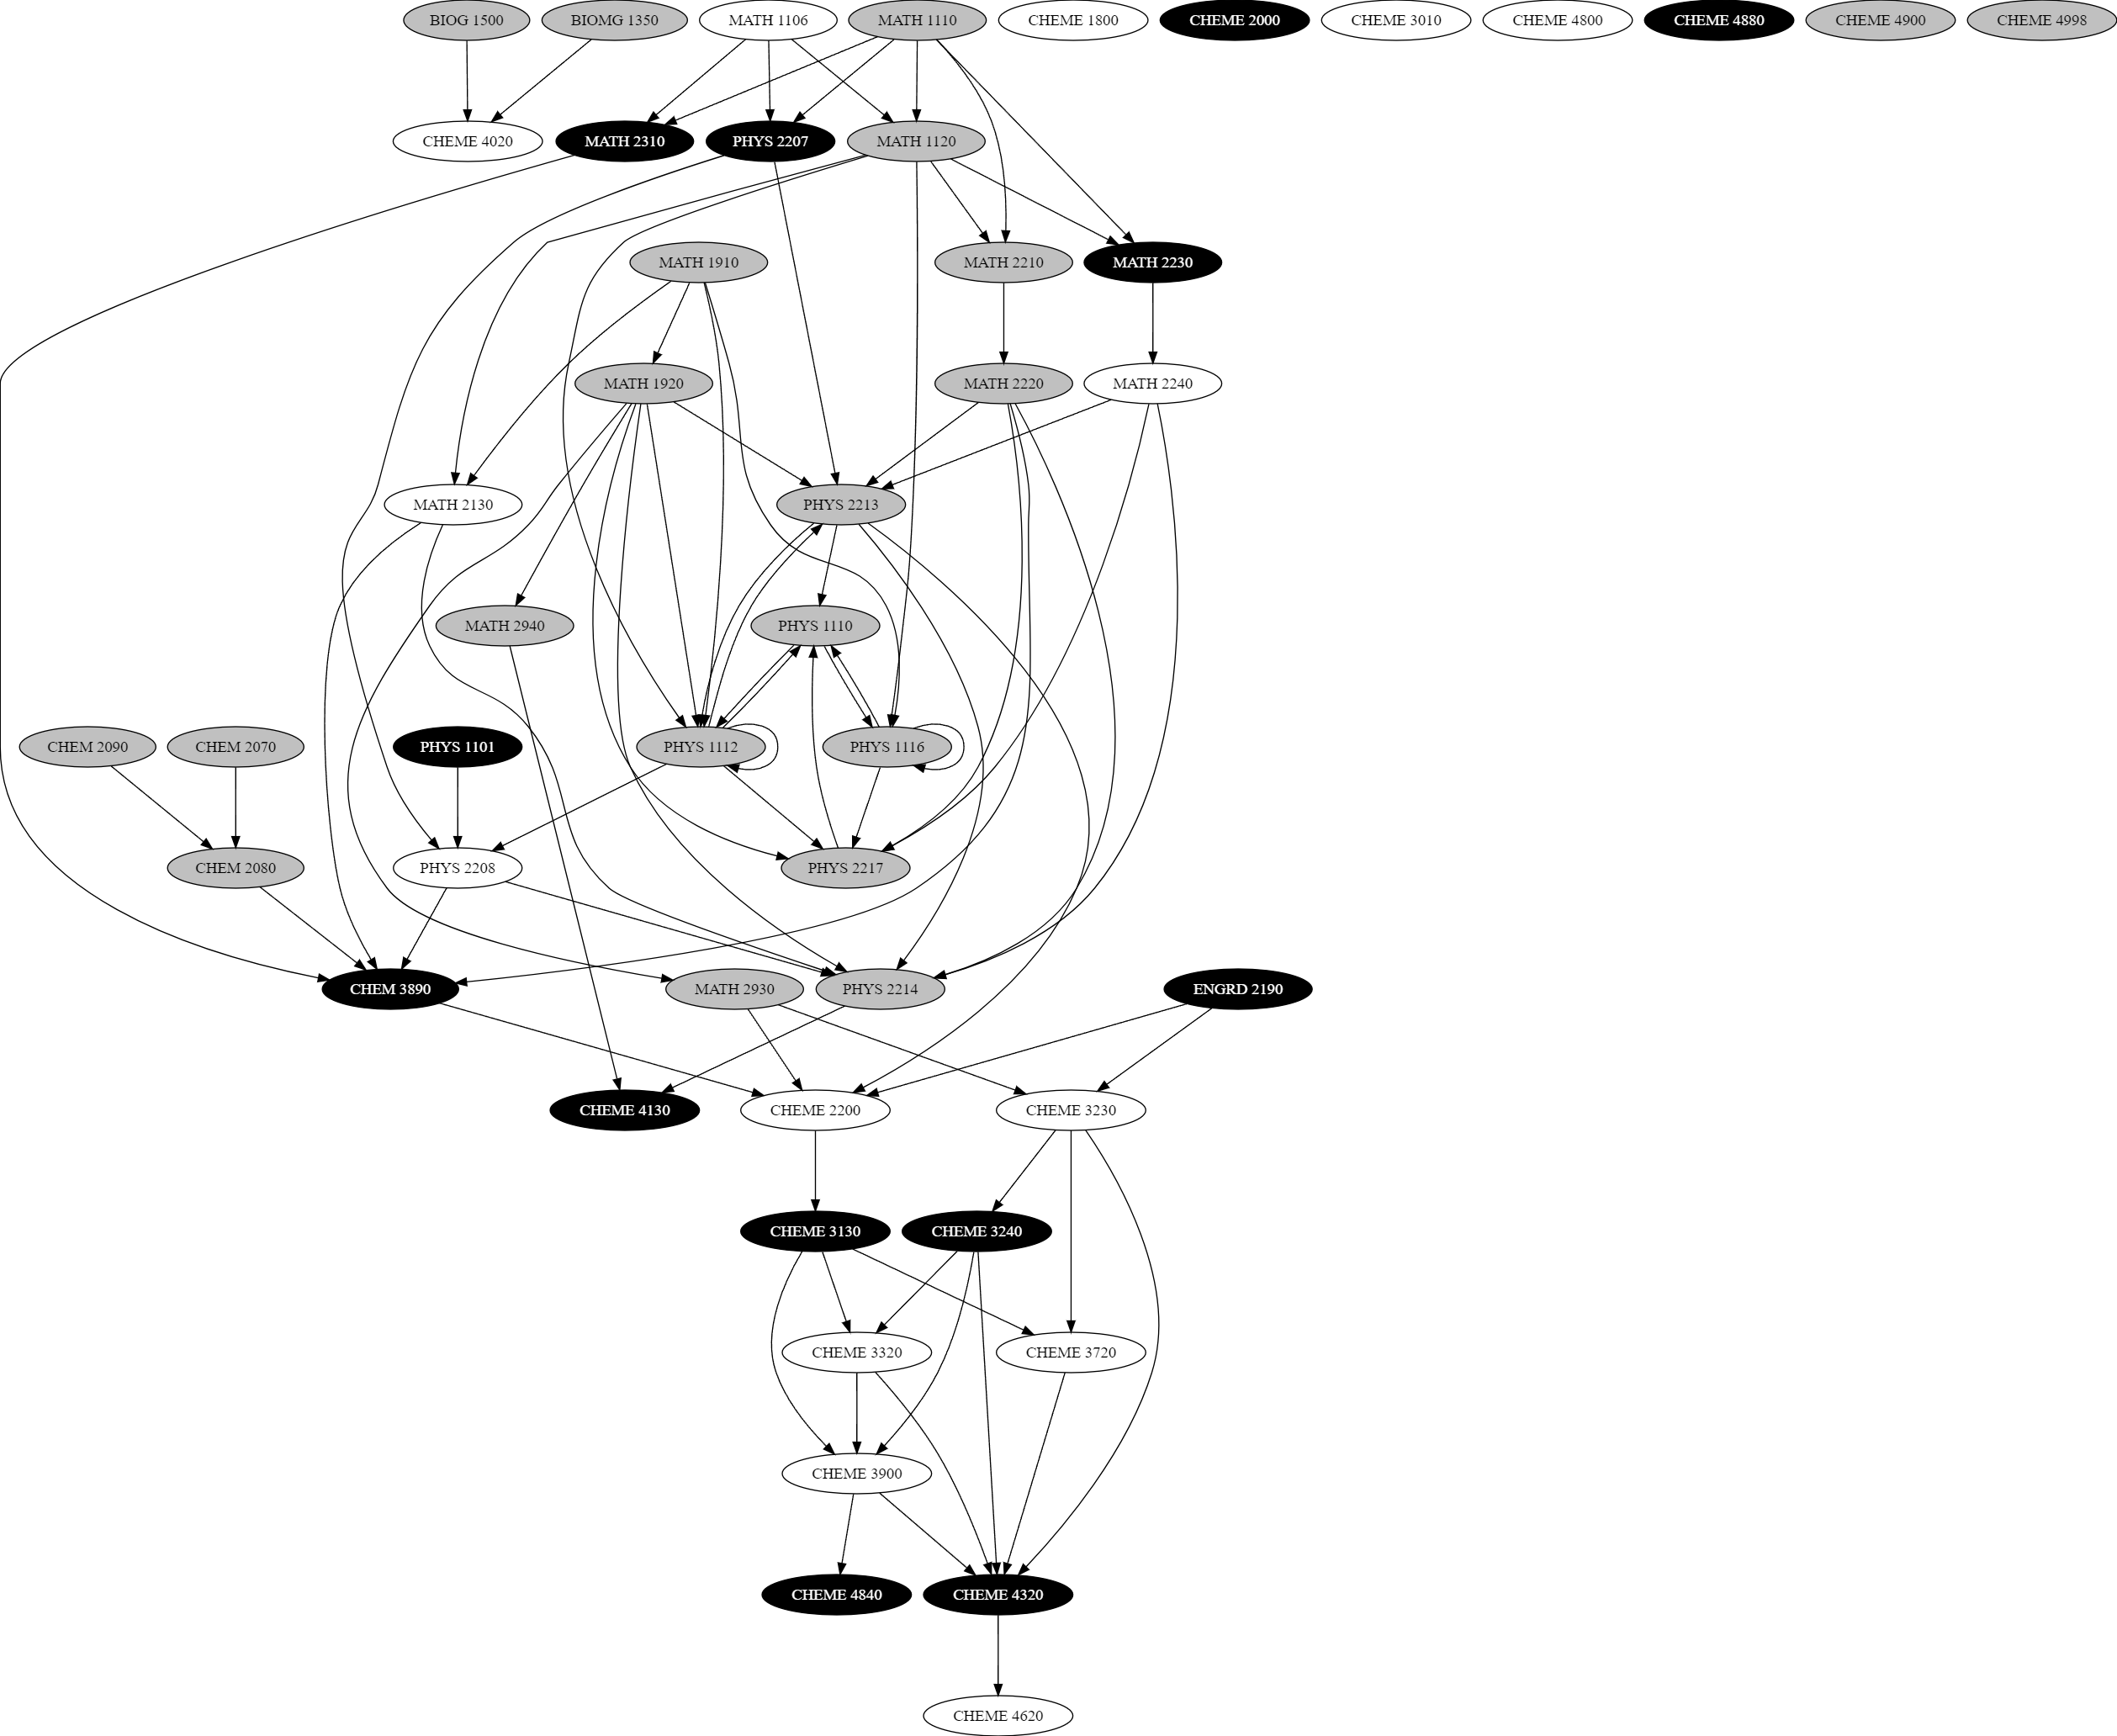 BIOG 1500
BIOMG 1350
MATH 1106
MATH 1110
CHEME 1800
CHEME 2000
CHEME 3010
CHEME 4800
CHEME 4880
CHEME 4900
CHEME 4998
CHEME 4020
MATH 2310
PHYS 2207
MATH 1120
MATH 1910
MATH 2210
MATH 2230
MATH 1920
MATH 2220
MATH 2240
MATH 2130
PHYS 2213
MATH 2940
PHYS 1110
CHEM 2090
CHEM 2070
PHYS 1101
PHYS 1112
PHYS 1116
CHEM 2080
PHYS 2208
PHYS 2217
CHEM 3890
MATH 2930
PHYS 2214
ENGRD 2190
CHEME 4130
CHEME 2200
CHEME 3230
CHEME 3130
CHEME 3240
CHEME 3320
CHEME 3720
CHEME 3900
CHEME 4840
CHEME 4320
CHEME 4620